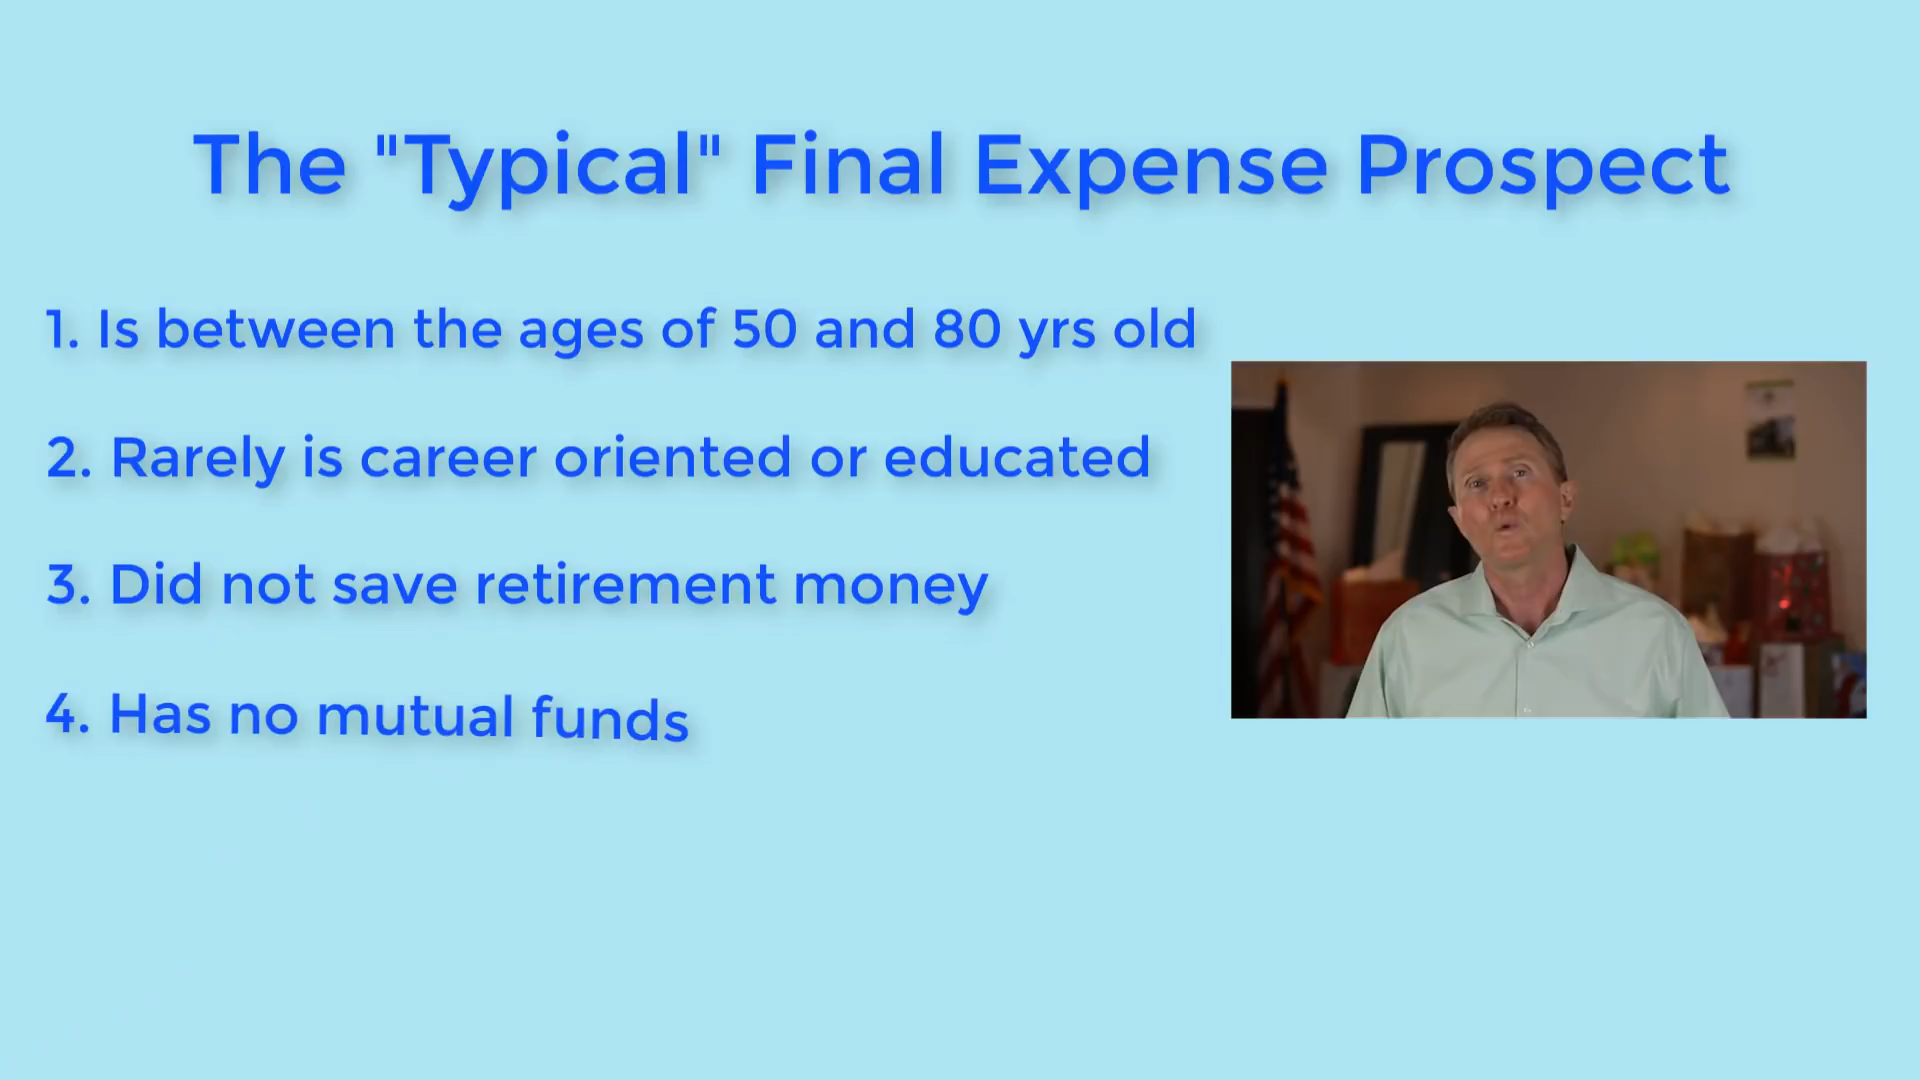 The "Typical" Final Expense Prospect
1. Is between the ages of 50 and 80 yrs old
2. Rarely is career oriented or educated
3. Did not save retirement money
4. Has no mutual funds